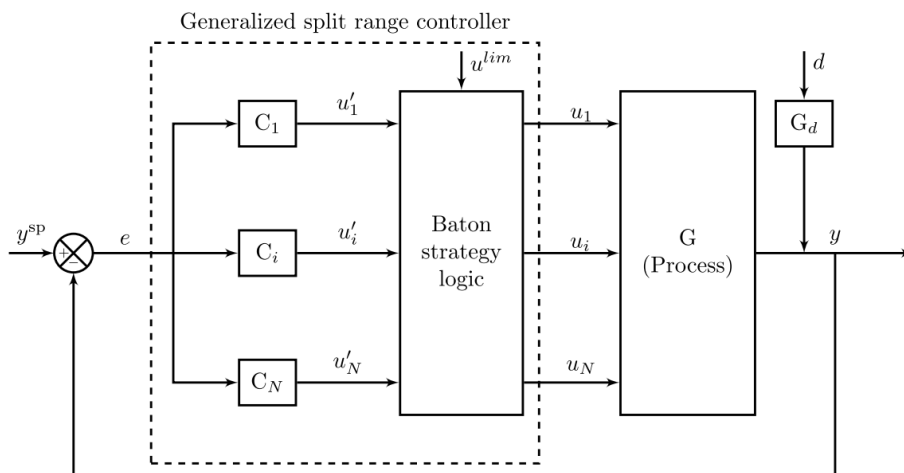 Generalized split range controller
u^{lim}
d
C_1
u'_1
u_1
G_d
y^{sp}
e
+
−
C_i
u'_i
Baton
strategy
logic
u_i
G
(Process)
y
C_N
u'_N
u_N